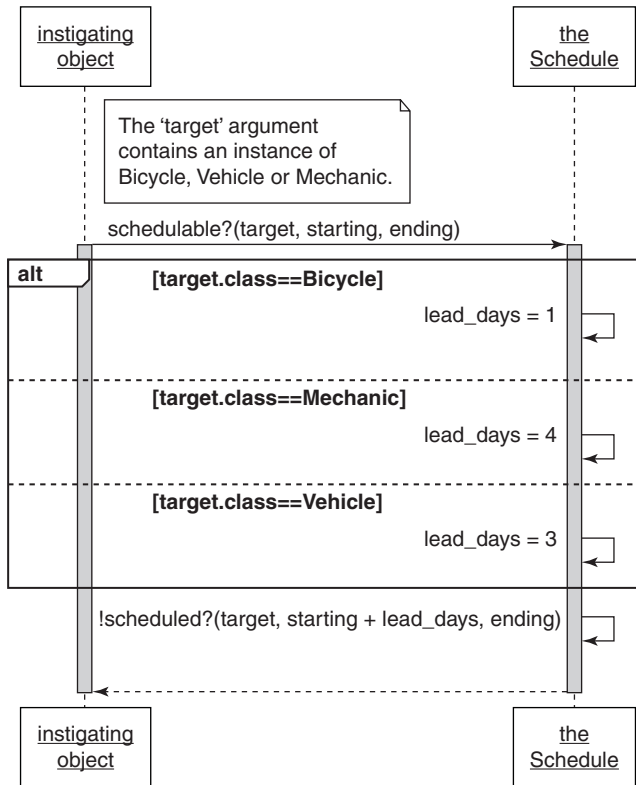 instigating
object
the
Schedule
The ‘target’ argument
contains an instance of
Bicycle, Vehicle or Mechanic.
schedulable?(target, starting, ending)
alt
[target.class==Bicycle]
lead_days = 1
[target.class==Mechanic]
lead_days = 4
[target.class==Vehicle]
lead_days = 3
!scheduled?(target, starting + lead_days, ending)
instigating
object
the
Schedule